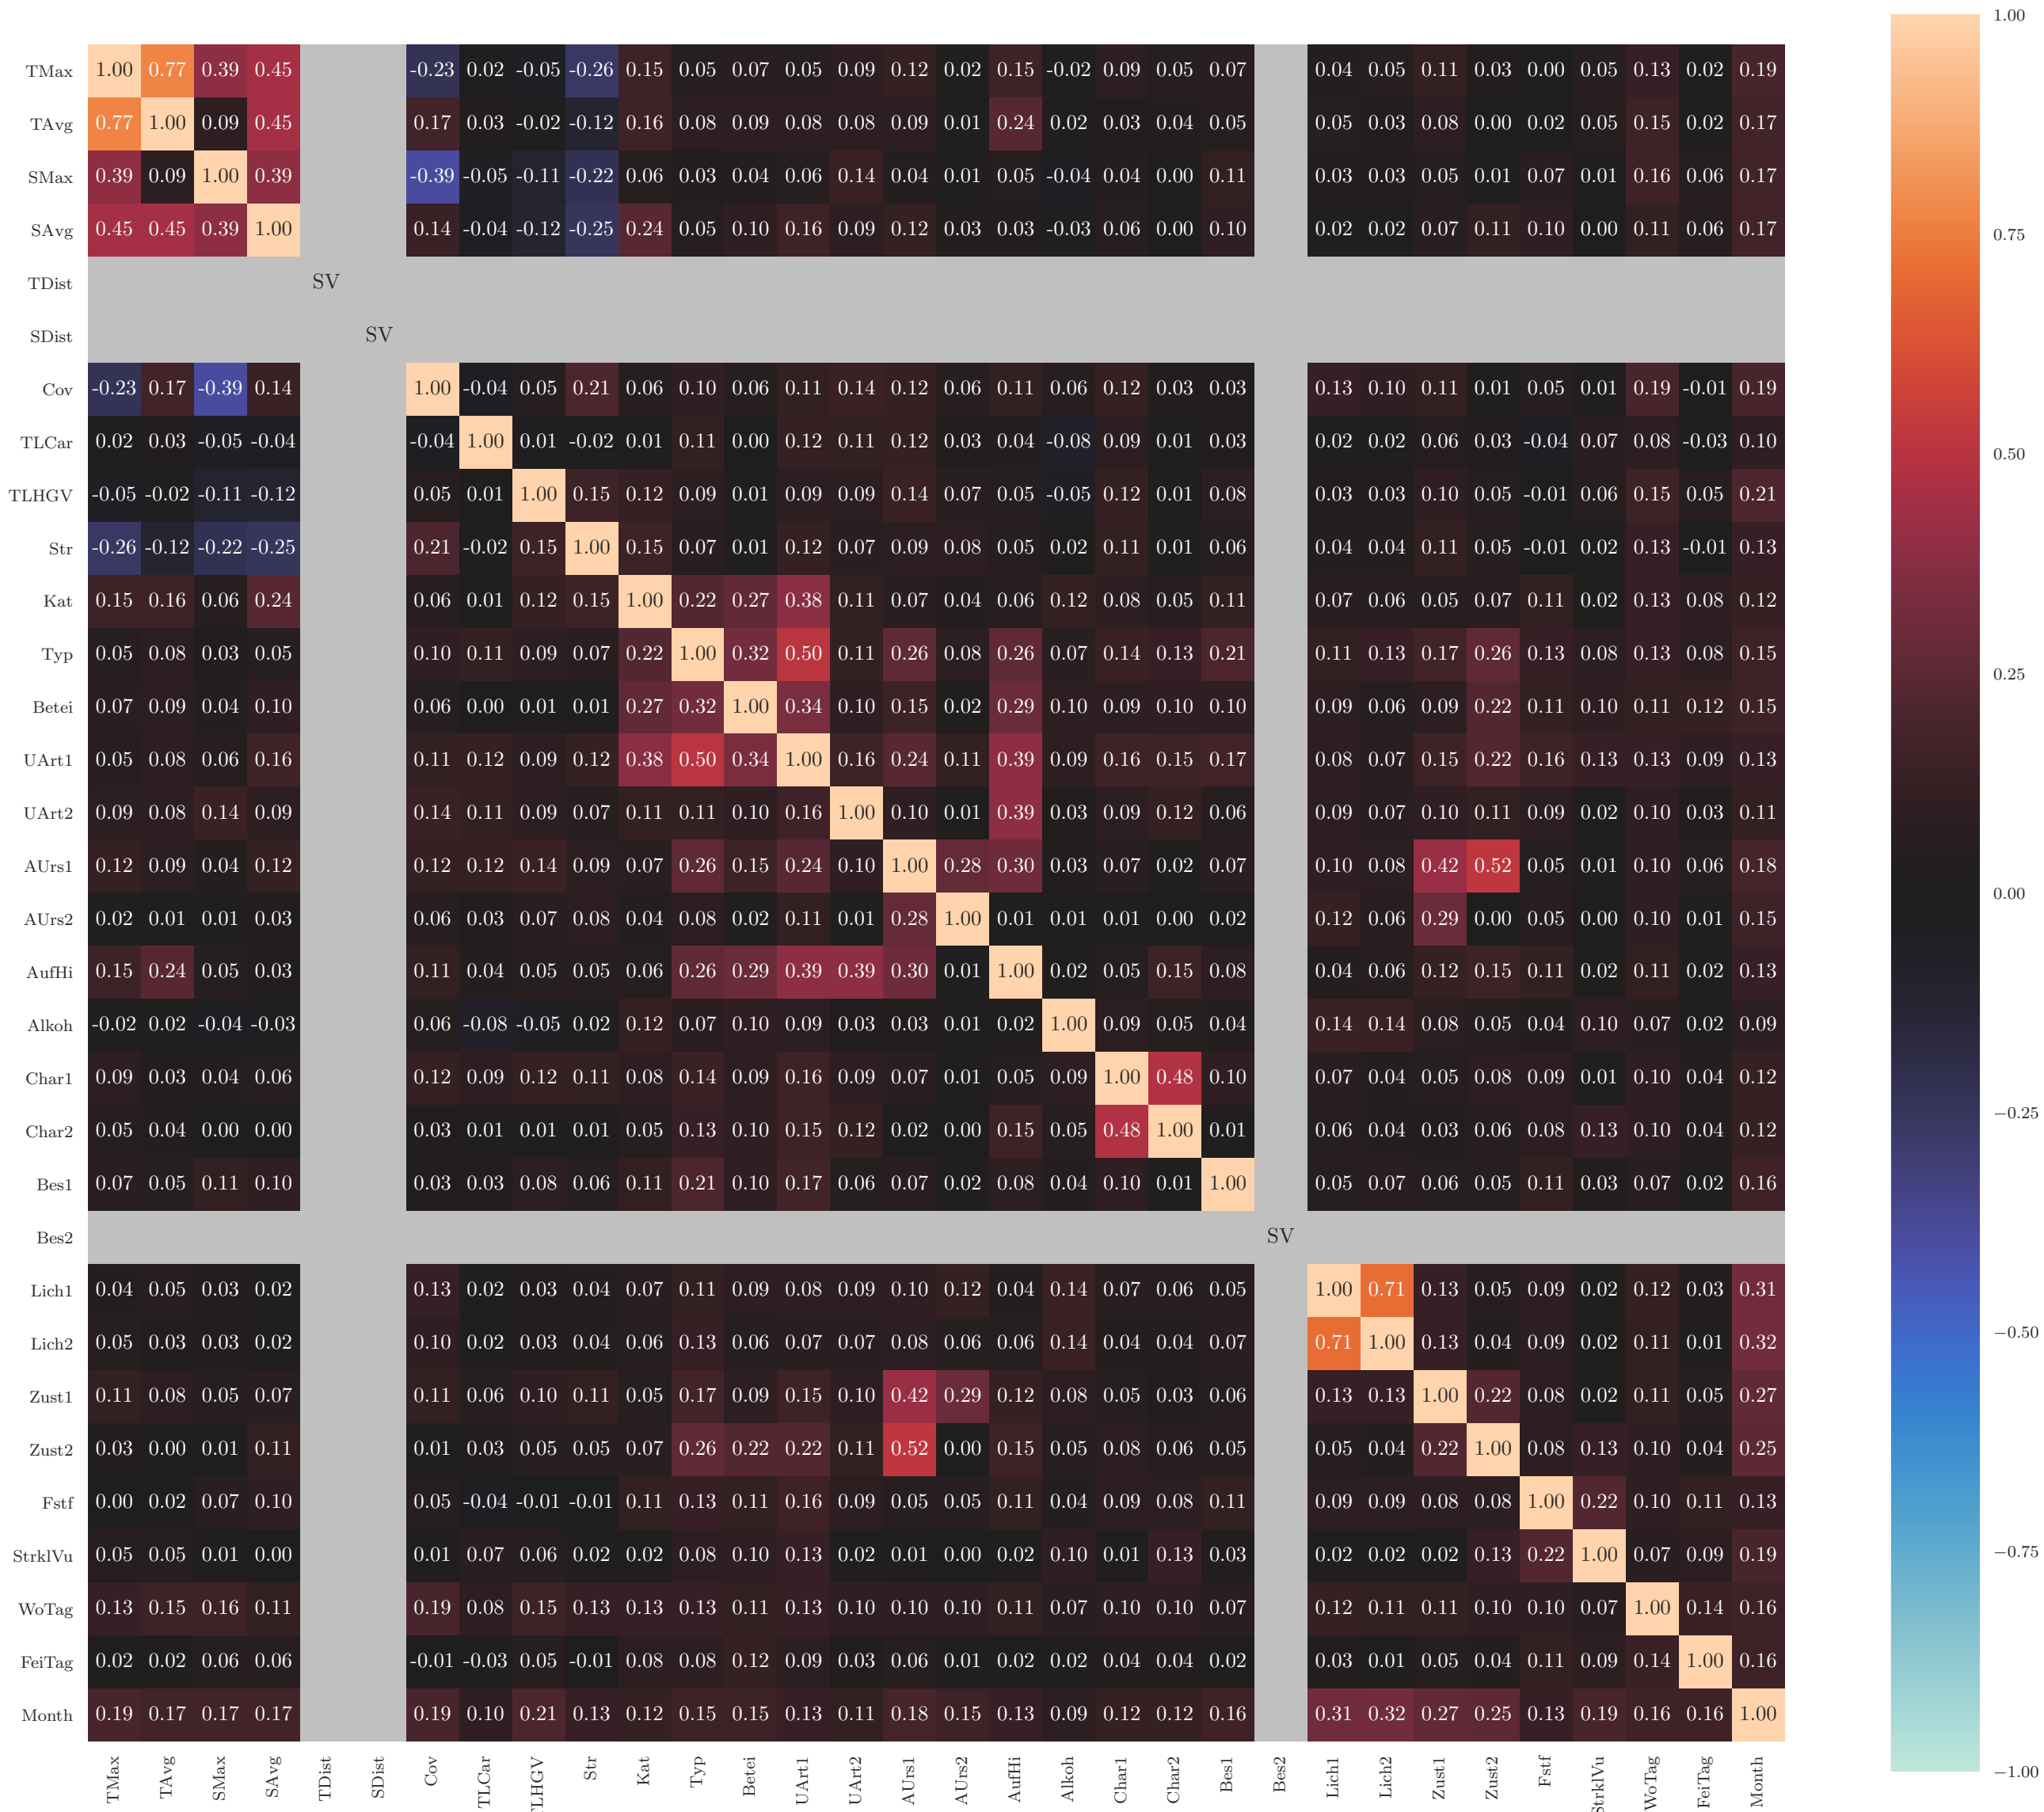 1.00
TMax 1.00 0.77 0.39 0.45 -0.23 0.02 -0.05 -0.26 0.15 0.05 0.07 0.05 0.09 0.12 0.02 0.15 -0.02 0.09 0.05 0.07 0.04 0.05 0.11 0.03 0.00 0.05 0.13 0.02 0.19
TAvg 0.77 1.00 0.09 0.45 0.17 0.03 -0.02 -0.12 0.16 0.08 0.09 0.08 0.08 0.09 0.01 0.24 0.02 0.03 0.04 0.05 0.05 0.03 0.08 0.00 0.02 0.05 0.15 0.02 0.17
SMax 0.39 0.09 1.00 0.39 -0.39 -0.05 -0.11 -0.22 0.06 0.03 0.04 0.06 0.14 0.04 0.01 0.05 -0.04 0.04 0.00 0.11 0.03 0.03 0.05 0.01 0.07 0.01 0.16 0.06 0.17
SAvg 0.45 0.45 0.39 1.00 0.14 -0.04 -0.12 -0.25 0.24 0.05 0.10 0.16 0.09 0.12 0.03 0.03 -0.03 0.06 0.00 0.10 0.02 0.02 0.07 0.11 0.10 0.00 0.11 0.06 0.17
0.75
TDist SV
SDist SV
Cov -0.23 0.17 -0.39 0.14 1.00 -0.04 0.05 0.21 0.06 0.10 0.06 0.11 0.14 0.12 0.06 0.11 0.06 0.12 0.03 0.03 0.13 0.10 0.11 0.01 0.05 0.01 0.19 -0.01 0.19
TLCar 0.02 0.03 -0.05 -0.04 -0.04 1.00 0.01 -0.02 0.01 0.11 0.00 0.12 0.11 0.12 0.03 0.04 -0.08 0.09 0.01 0.03 0.02 0.02 0.06 0.03 -0.04 0.07 0.08 -0.03 0.10
0.50
TLHGV -0.05 -0.02 -0.11 -0.12 0.05 0.01 1.00 0.15 0.12 0.09 0.01 0.09 0.09 0.14 0.07 0.05 -0.05 0.12 0.01 0.08 0.03 0.03 0.10 0.05 -0.01 0.06 0.15 0.05 0.21
Str -0.26 -0.12 -0.22 -0.25 0.21 -0.02 0.15 1.00 0.15 0.07 0.01 0.12 0.07 0.09 0.08 0.05 0.02 0.11 0.01 0.06 0.04 0.04 0.11 0.05 -0.01 0.02 0.13 -0.01 0.13
Kat 0.15 0.16 0.06 0.24 0.06 0.01 0.12 0.15 1.00 0.22 0.27 0.38 0.11 0.07 0.04 0.06 0.12 0.08 0.05 0.11 0.07 0.06 0.05 0.07 0.11 0.02 0.13 0.08 0.12
Typ 0.05 0.08 0.03 0.05 0.10 0.11 0.09 0.07 0.22 1.00 0.32 0.50 0.11 0.26 0.08 0.26 0.07 0.14 0.13 0.21 0.11 0.13 0.17 0.26 0.13 0.08 0.13 0.08 0.15
0.25
Betei 0.07 0.09 0.04 0.10 0.06 0.00 0.01 0.01 0.27 0.32 1.00 0.34 0.10 0.15 0.02 0.29 0.10 0.09 0.10 0.10 0.09 0.06 0.09 0.22 0.11 0.10 0.11 0.12 0.15
UArt1 0.05 0.08 0.06 0.16 0.11 0.12 0.09 0.12 0.38 0.50 0.34 1.00 0.16 0.24 0.11 0.39 0.09 0.16 0.15 0.17 0.08 0.07 0.15 0.22 0.16 0.13 0.13 0.09 0.13
UArt2 0.09 0.08 0.14 0.09 0.14 0.11 0.09 0.07 0.11 0.11 0.10 0.16 1.00 0.10 0.01 0.39 0.03 0.09 0.12 0.06 0.09 0.07 0.10 0.11 0.09 0.02 0.10 0.03 0.11
AUrs1 0.12 0.09 0.04 0.12 0.12 0.12 0.14 0.09 0.07 0.26 0.15 0.24 0.10 1.00 0.28 0.30 0.03 0.07 0.02 0.07 0.10 0.08 0.42 0.52 0.05 0.01 0.10 0.06 0.18
0.00
AUrs2 0.02 0.01 0.01 0.03 0.06 0.03 0.07 0.08 0.04 0.08 0.02 0.11 0.01 0.28 1.00 0.01 0.01 0.01 0.00 0.02 0.12 0.06 0.29 0.00 0.05 0.00 0.10 0.01 0.15
AufHi 0.15 0.24 0.05 0.03 0.11 0.04 0.05 0.05 0.06 0.26 0.29 0.39 0.39 0.30 0.01 1.00 0.02 0.05 0.15 0.08 0.04 0.06 0.12 0.15 0.11 0.02 0.11 0.02 0.13
Alkoh -0.02 0.02 -0.04 -0.03 0.06 -0.08 -0.05 0.02 0.12 0.07 0.10 0.09 0.03 0.03 0.01 0.02 1.00 0.09 0.05 0.04 0.14 0.14 0.08 0.05 0.04 0.10 0.07 0.02 0.09
Char1 0.09 0.03 0.04 0.06 0.12 0.09 0.12 0.11 0.08 0.14 0.09 0.16 0.09 0.07 0.01 0.05 0.09 1.00 0.48 0.10 0.07 0.04 0.05 0.08 0.09 0.01 0.10 0.04 0.12
−0.25
Char2 0.05 0.04 0.00 0.00 0.03 0.01 0.01 0.01 0.05 0.13 0.10 0.15 0.12 0.02 0.00 0.15 0.05 0.48 1.00 0.01 0.06 0.04 0.03 0.06 0.08 0.13 0.10 0.04 0.12
Bes1 0.07 0.05 0.11 0.10 0.03 0.03 0.08 0.06 0.11 0.21 0.10 0.17 0.06 0.07 0.02 0.08 0.04 0.10 0.01 1.00 0.05 0.07 0.06 0.05 0.11 0.03 0.07 0.02 0.16
Bes2 SV
Lich1 0.04 0.05 0.03 0.02 0.13 0.02 0.03 0.04 0.07 0.11 0.09 0.08 0.09 0.10 0.12 0.04 0.14 0.07 0.06 0.05 1.00 0.71 0.13 0.05 0.09 0.02 0.12 0.03 0.31
−0.50
Lich2 0.05 0.03 0.03 0.02 0.10 0.02 0.03 0.04 0.06 0.13 0.06 0.07 0.07 0.08 0.06 0.06 0.14 0.04 0.04 0.07 0.71 1.00 0.13 0.04 0.09 0.02 0.11 0.01 0.32
Zust1 0.11 0.08 0.05 0.07 0.11 0.06 0.10 0.11 0.05 0.17 0.09 0.15 0.10 0.42 0.29 0.12 0.08 0.05 0.03 0.06 0.13 0.13 1.00 0.22 0.08 0.02 0.11 0.05 0.27
Zust2 0.03 0.00 0.01 0.11 0.01 0.03 0.05 0.05 0.07 0.26 0.22 0.22 0.11 0.52 0.00 0.15 0.05 0.08 0.06 0.05 0.05 0.04 0.22 1.00 0.08 0.13 0.10 0.04 0.25
Fstf 0.00 0.02 0.07 0.10 0.05 -0.04 -0.01 -0.01 0.11 0.13 0.11 0.16 0.09 0.05 0.05 0.11 0.04 0.09 0.08 0.11 0.09 0.09 0.08 0.08 1.00 0.22 0.10 0.11 0.13
−0.75
StrklVu 0.05 0.05 0.01 0.00 0.01 0.07 0.06 0.02 0.02 0.08 0.10 0.13 0.02 0.01 0.00 0.02 0.10 0.01 0.13 0.03 0.02 0.02 0.02 0.13 0.22 1.00 0.07 0.09 0.19
WoTag 0.13 0.15 0.16 0.11 0.19 0.08 0.15 0.13 0.13 0.13 0.11 0.13 0.10 0.10 0.10 0.11 0.07 0.10 0.10 0.07 0.12 0.11 0.11 0.10 0.10 0.07 1.00 0.14 0.16
FeiTag 0.02 0.02 0.06 0.06 -0.01 -0.03 0.05 -0.01 0.08 0.08 0.12 0.09 0.03 0.06 0.01 0.02 0.02 0.04 0.04 0.02 0.03 0.01 0.05 0.04 0.11 0.09 0.14 1.00 0.16
Month 0.19 0.17 0.17 0.17 0.19 0.10 0.21 0.13 0.12 0.15 0.15 0.13 0.11 0.18 0.15 0.13 0.09 0.12 0.12 0.16 0.31 0.32 0.27 0.25 0.13 0.19 0.16 0.16 1.00
−1.00
TMax TAvg SMax SAvg TDist SDist Cov TLCar TLHGV Str Kat Typ Betei UArt1 UArt2 AUrs1 AUrs2 AufHi Alkoh Char1 Char2 Bes1 Bes2 Lich1 Lich2 Zust1 Zust2 Fstf StrklVu WoTag FeiTag Month